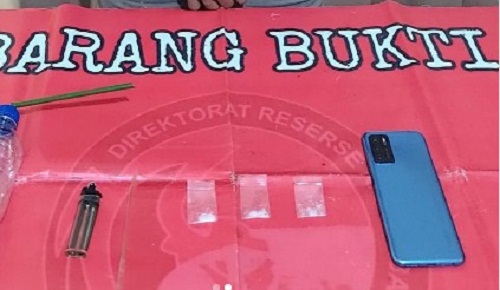 BARANG BUKTI
DIREKTORAT RESERSE